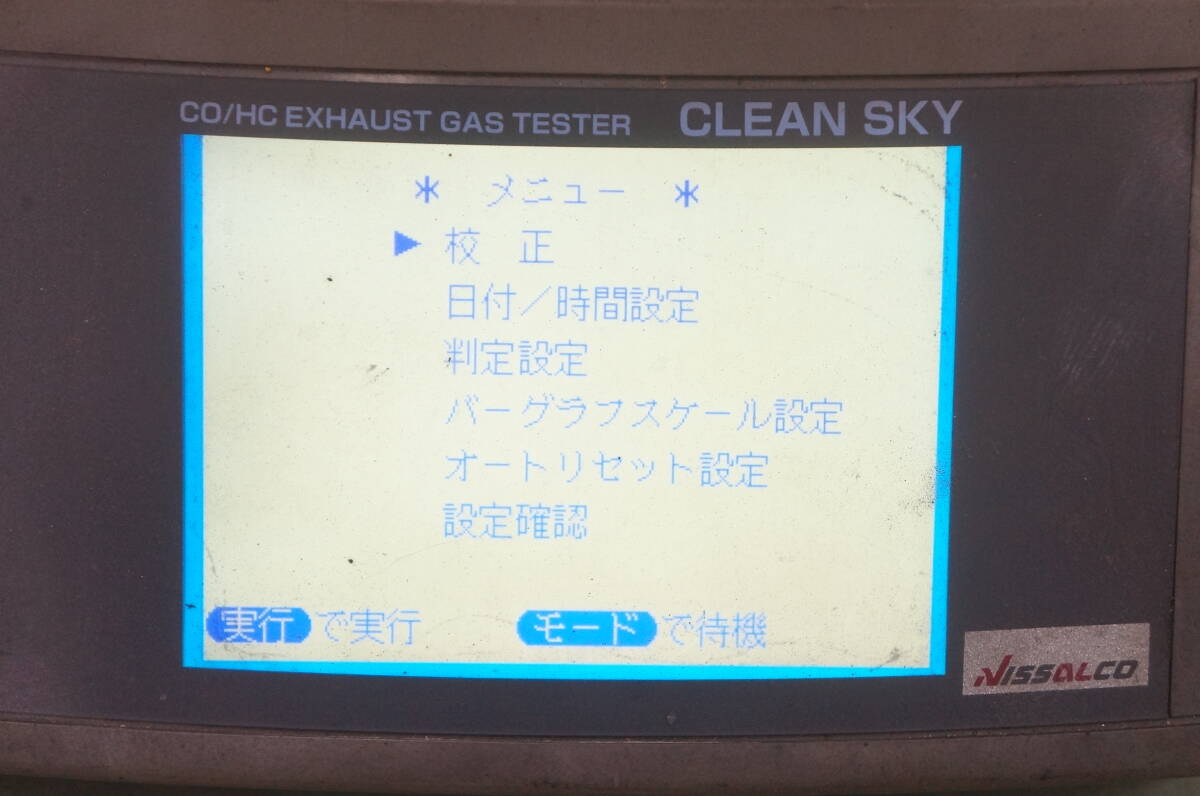 CO/HC EXHAUST GAS TESTER CLEAN SKY
＊ メニュー ＊
▶ 校 正
日付／時間設定
判定設定
バーグラフスケール設定
オートリセット設定
設定確認
実行で実行 モードで待機
NISSALCO